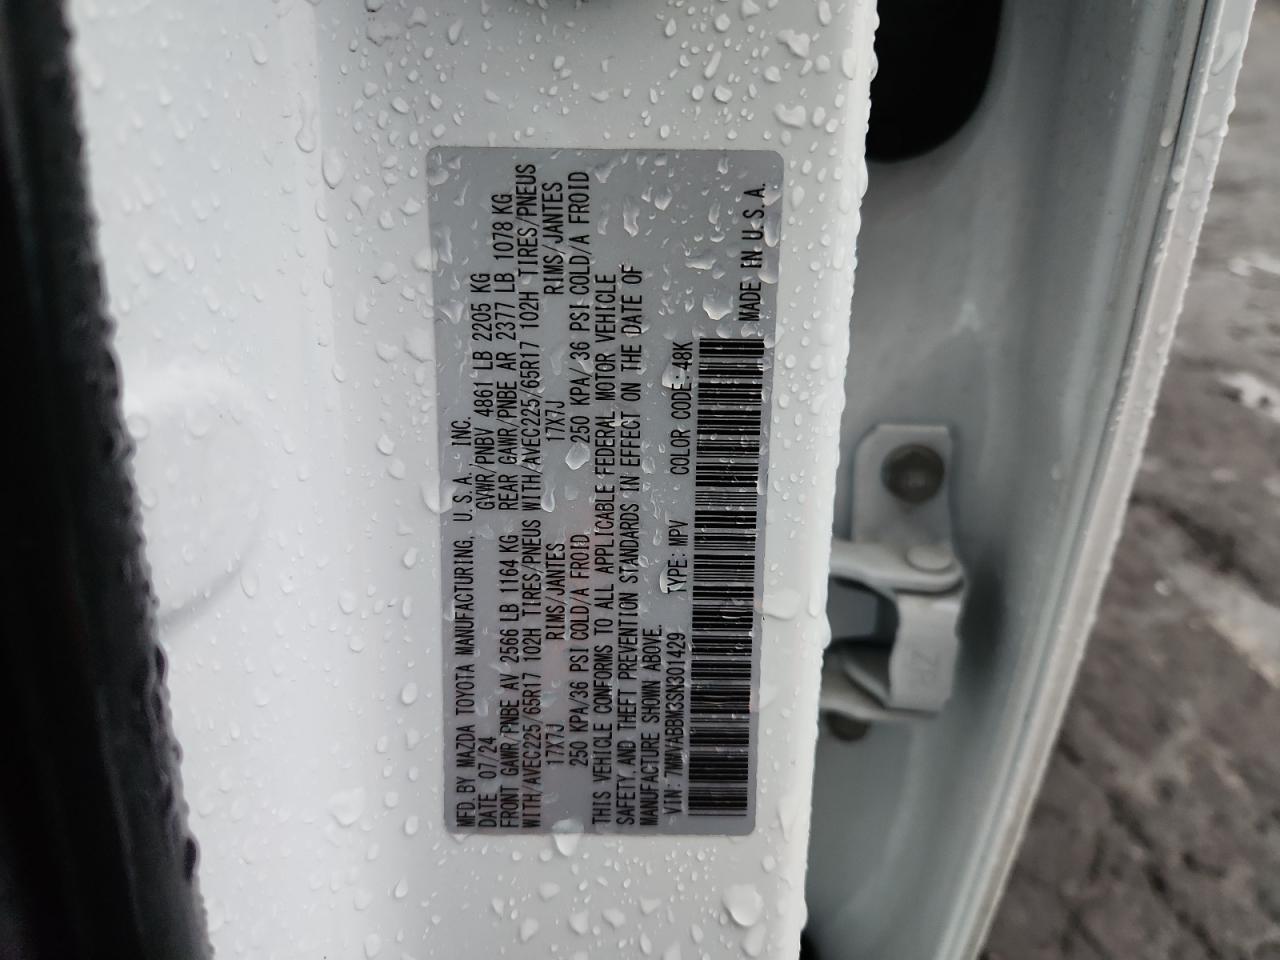 MFD. BY MAZDA TOYOTA MANUFACTURING, U.S.A., INC.
DATE 07/24 GVWR/PNBV 4861 LB 2205 KG
FRONT GAWR/PNBE AV 2566 LB 1164 KG REAR GAWR/PNBE AR 2377 LB 1078 KG
WITH/AVEC225/65R17 102H TIRES/PNEUS WITH/AVEC225/65R17 102H TIRES/PNEUS
17X7J RIMS/JANTES 17X7J RIMS/JANTES
250 KPA/36 PSI COLD/A FROID 250 KPA/36 PSI COLD/A FROID
THIS VEHICLE CONFORMS TO ALL APPLICABLE FEDERAL MOTOR VEHICLE
SAFETY, AND THEFT PREVENTION STANDARDS IN EFFECT ON THE DATE OF
MANUFACTURE SHOWN ABOVE.
VIN: 7MMVABBM3SN301429 TYPE: MPV COLOR CODE: 48K
MADE IN U.S.A.